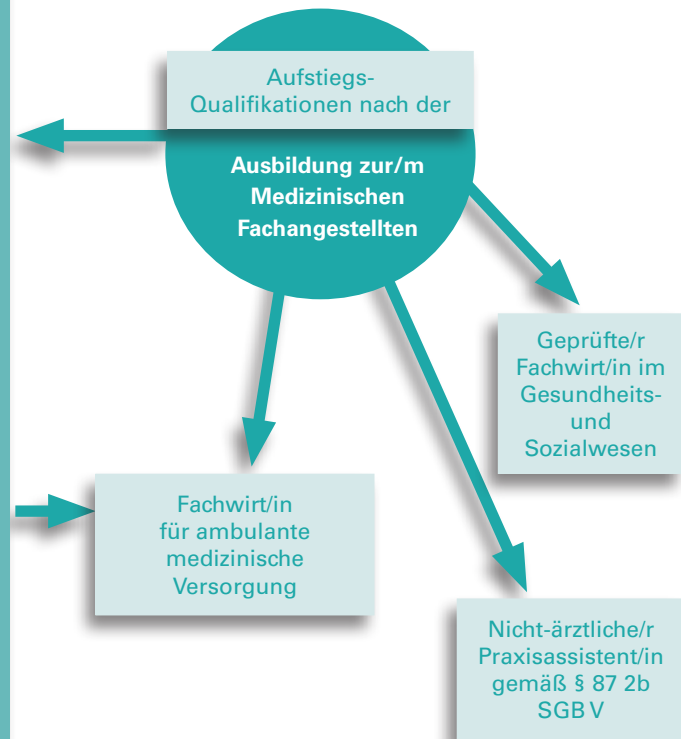 Aufstiegs-
Qualifikationen nach der
Ausbildung zur/m
Medizinischen
Fachangestellten
Geprüfte/r
Fachwirt/in im
Gesundheits-
und
Sozialwesen
Fachwirt/in
für ambulante
medizinische
Versorgung
Nicht-ärztliche/r
Praxisassistent/in
gemäß § 87 2b
SGB V